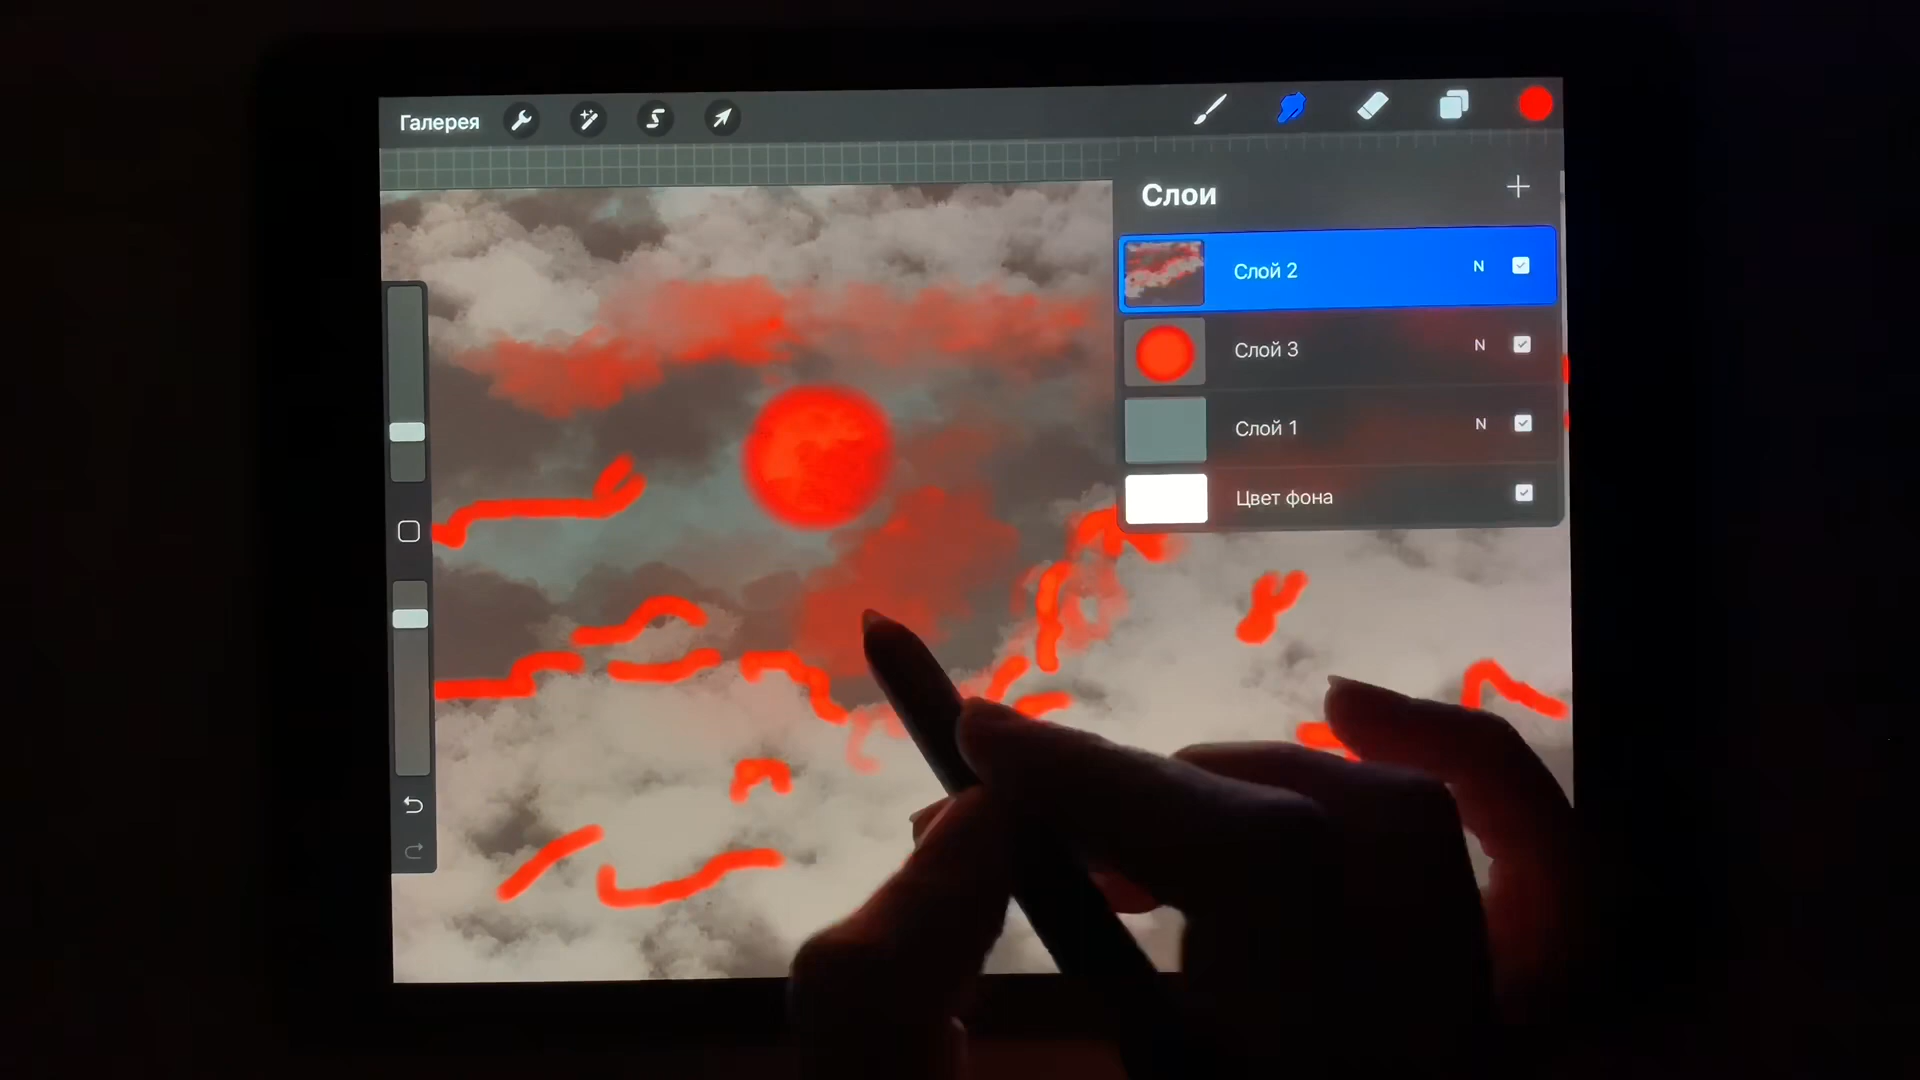 Галерея
Слои
Слой 2 N
Слой 3 N
Слой 1 N
Цвет фона